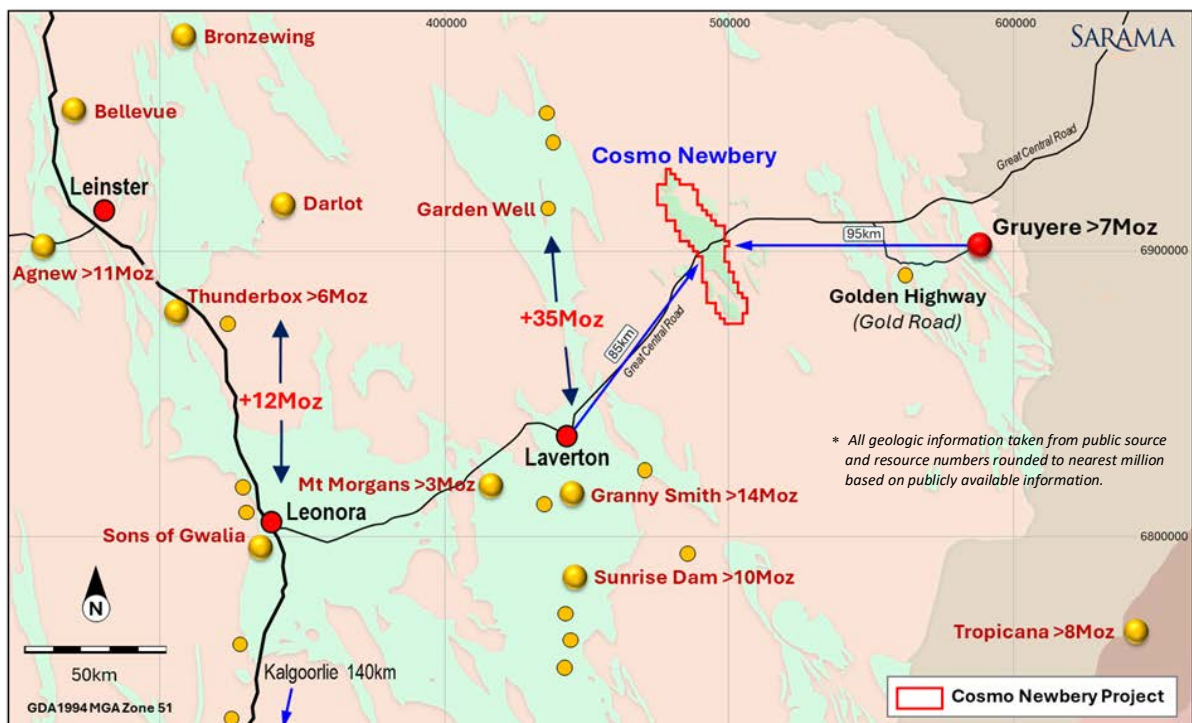 400000
500000
600000
SARAMA
Bronzewing
Bellevue
Great Central Road
Cosmo Newbery
Leinster
Darlot
Garden Well
95km
Gruyere >7Moz
6900000
Agnew >11Moz
Thunderbox >6Moz
Golden Highway
(Gold Road)
+35Moz
85km
Great Central Road
+12Moz
Laverton
* All geologic information taken from public source
and resource numbers rounded to nearest million
based on publicly available information.
Mt Morgans >3Moz
Granny Smith >14Moz
Leonora
Sons of Gwalia
6800000
Sunrise Dam >10Moz
N
Tropicana >8Moz
50km
Kalgoorlie 140km
GDA1994 MGA Zone 51
Cosmo Newbery Project